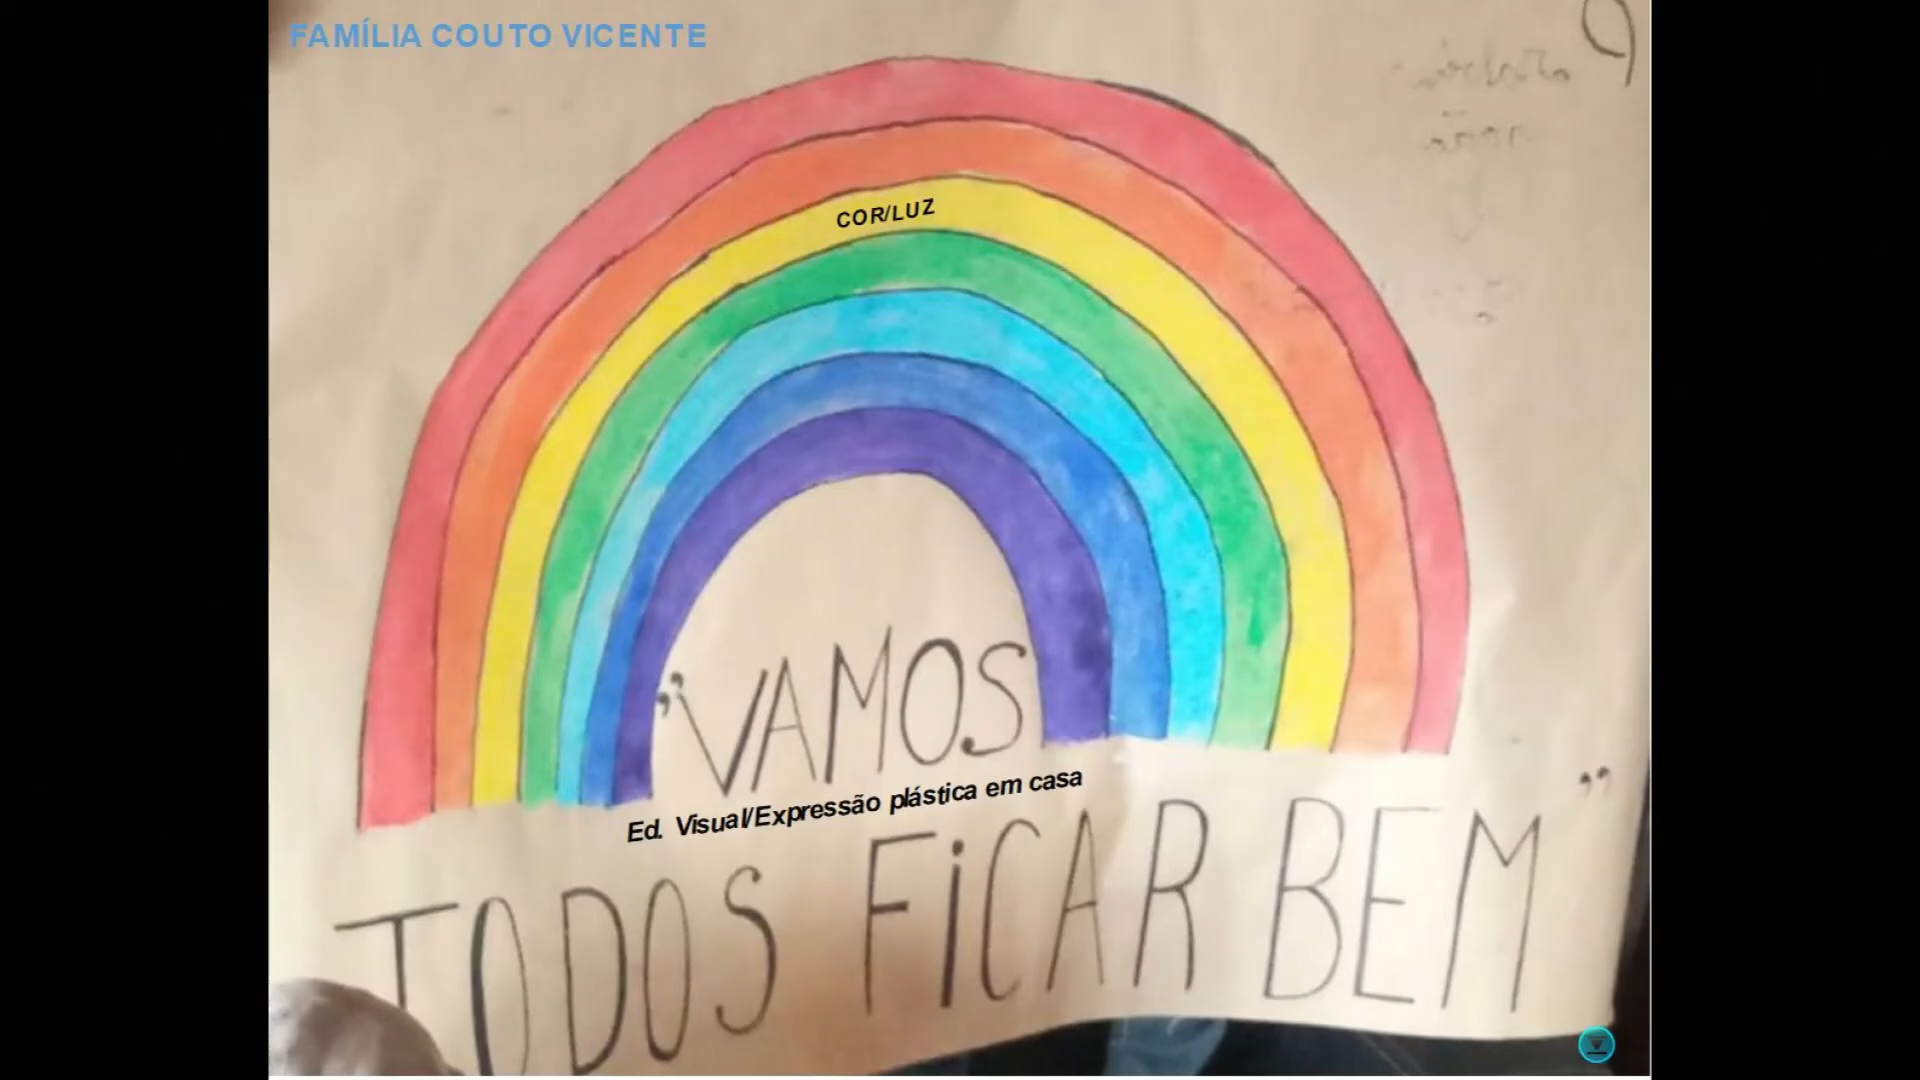 FAMÍLIA COUTO VICENTE
COR/LUZ
"VAMOS
Ed. Visual/Expressão plástica em casa
TODOS FiCAR BEM"